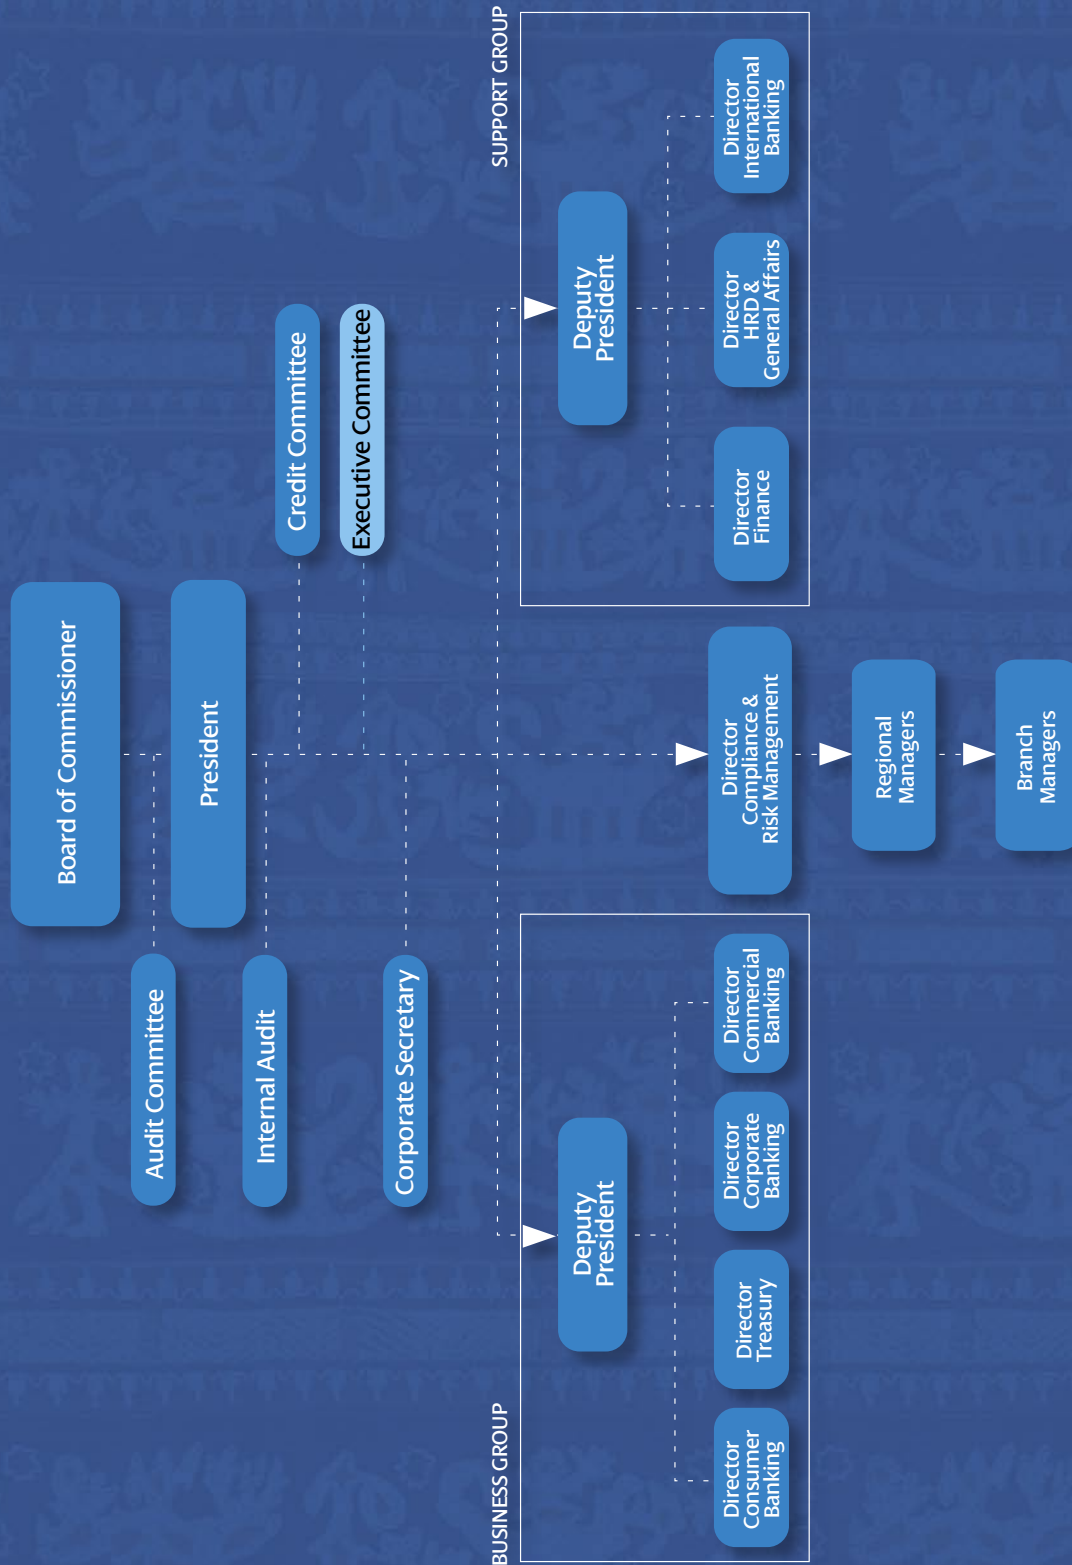 Board of Commissioner
Audit Committee
President
Internal Audit
Credit Committee
Executive Committee
Corporate Secretary
BUSINESS GROUP
Deputy
President
Director
Consumer
Banking
Director
Treasury
Director
Corporate
Banking
Director
Commercial
Banking
Director
Compliance &
Risk Management
Regional
Managers
Branch
Managers
SUPPORT GROUP
Deputy
President
Director
Finance
Director
HRD &
General Affairs
Director
International
Banking